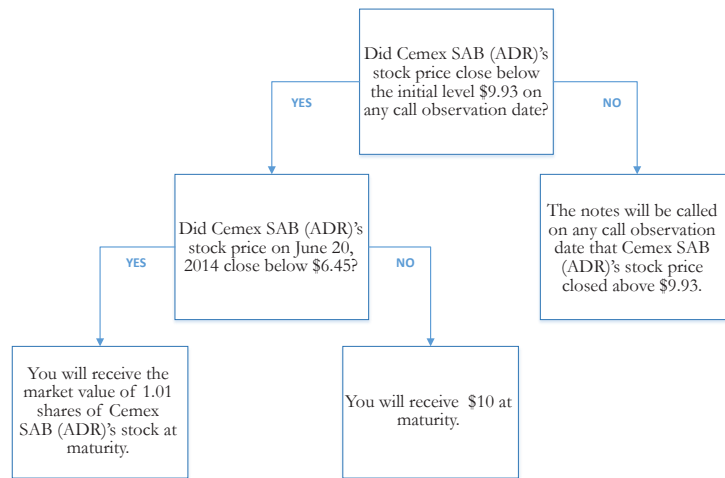 Did Cemex SAB (ADR)'s
stock price close below
the initial level $9.93 on
any call observation date?
YES
NO
Did Cemex SAB (ADR)'s
stock price on June 20,
2014 close below $6.45?
The notes will be called
on any call observation
date that Cemex SAB
(ADR)'s stock price
closed above $9.93.
YES
NO
You will receive the
market value of 1.01
shares of Cemex
SAB (ADR)'s stock at
maturity.
You will receive $10 at
maturity.